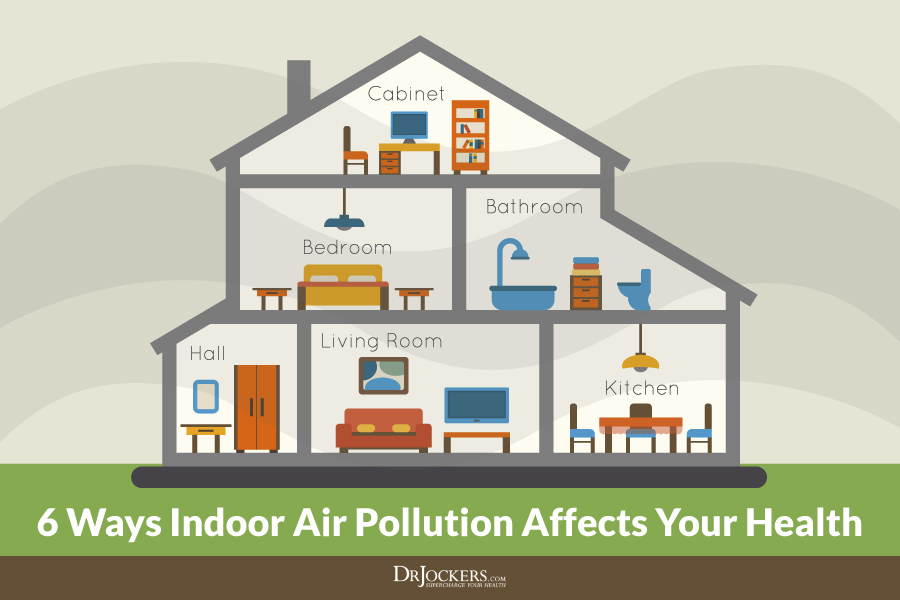 Cabinet
Bathroom
Bedroom
Living Room
Hall
Kitchen
6 Ways Indoor Air Pollution Affects Your Health
DRJOCKERS.COM
SUPERCHARGE YOUR HEALTH